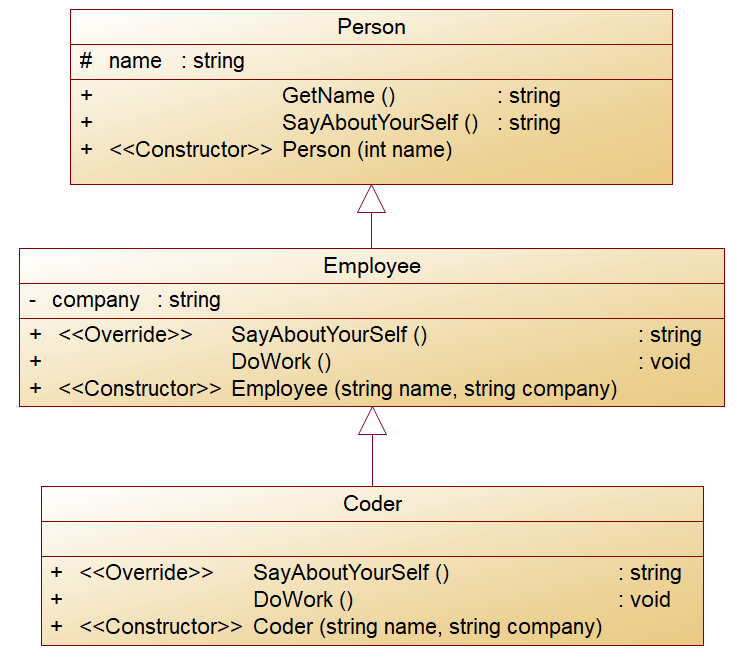 Person
# name : string
+ GetName () : string
+ SayAboutYourSelf () : string
+ <<Constructor>> Person (int name)
Employee
- company : string
+ <<Override>> SayAboutYourSelf () : string
+ DoWork () : void
+ <<Constructor>> Employee (string name, string company)
Coder
+ <<Override>> SayAboutYourSelf () : string
+ DoWork () : void
+ <<Constructor>> Coder (string name, string company)